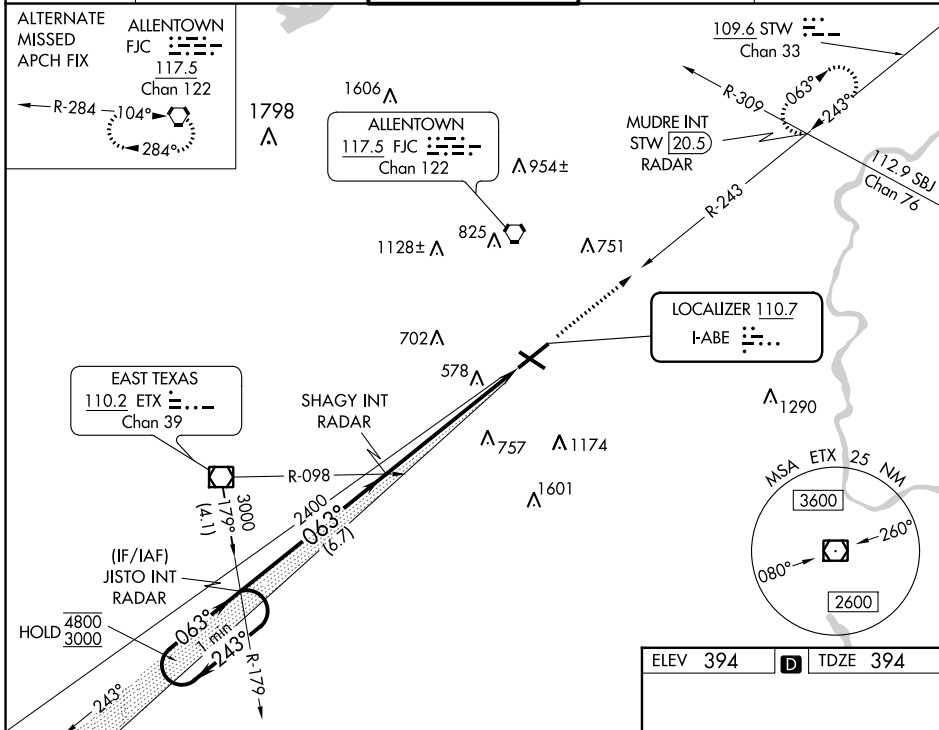 ALTERNATE
MISSED
APCH FIX
ALLENTOWN
FJC
117.5
Chan 122
R-284
104°
284°
1798
1606
ALLENTOWN
117.5 FJC
Chan 122
954±
825
1128±
751
109.6 STW
Chan 33
R-309
063°
243°
MUDRE INT
STW 20.5
RADAR
112.9 SBJ
Chan 76
R-243
LOCALIZER 110.7
I-ABE
702
578
EAST TEXAS
110.2 ETX
Chan 39
SHAGY INT
RADAR
R-098
757
1174
1290
1601
3000
179°
(4.1)
2400
063°
(6.7)
(IF/IAF)
JISTO INT
RADAR
HOLD 4800
3000
063°
1 min
243°
R-179
243°
MSA ETX 25 NM
3600
260°
080°
2600
ELEV 394 D TDZE 394